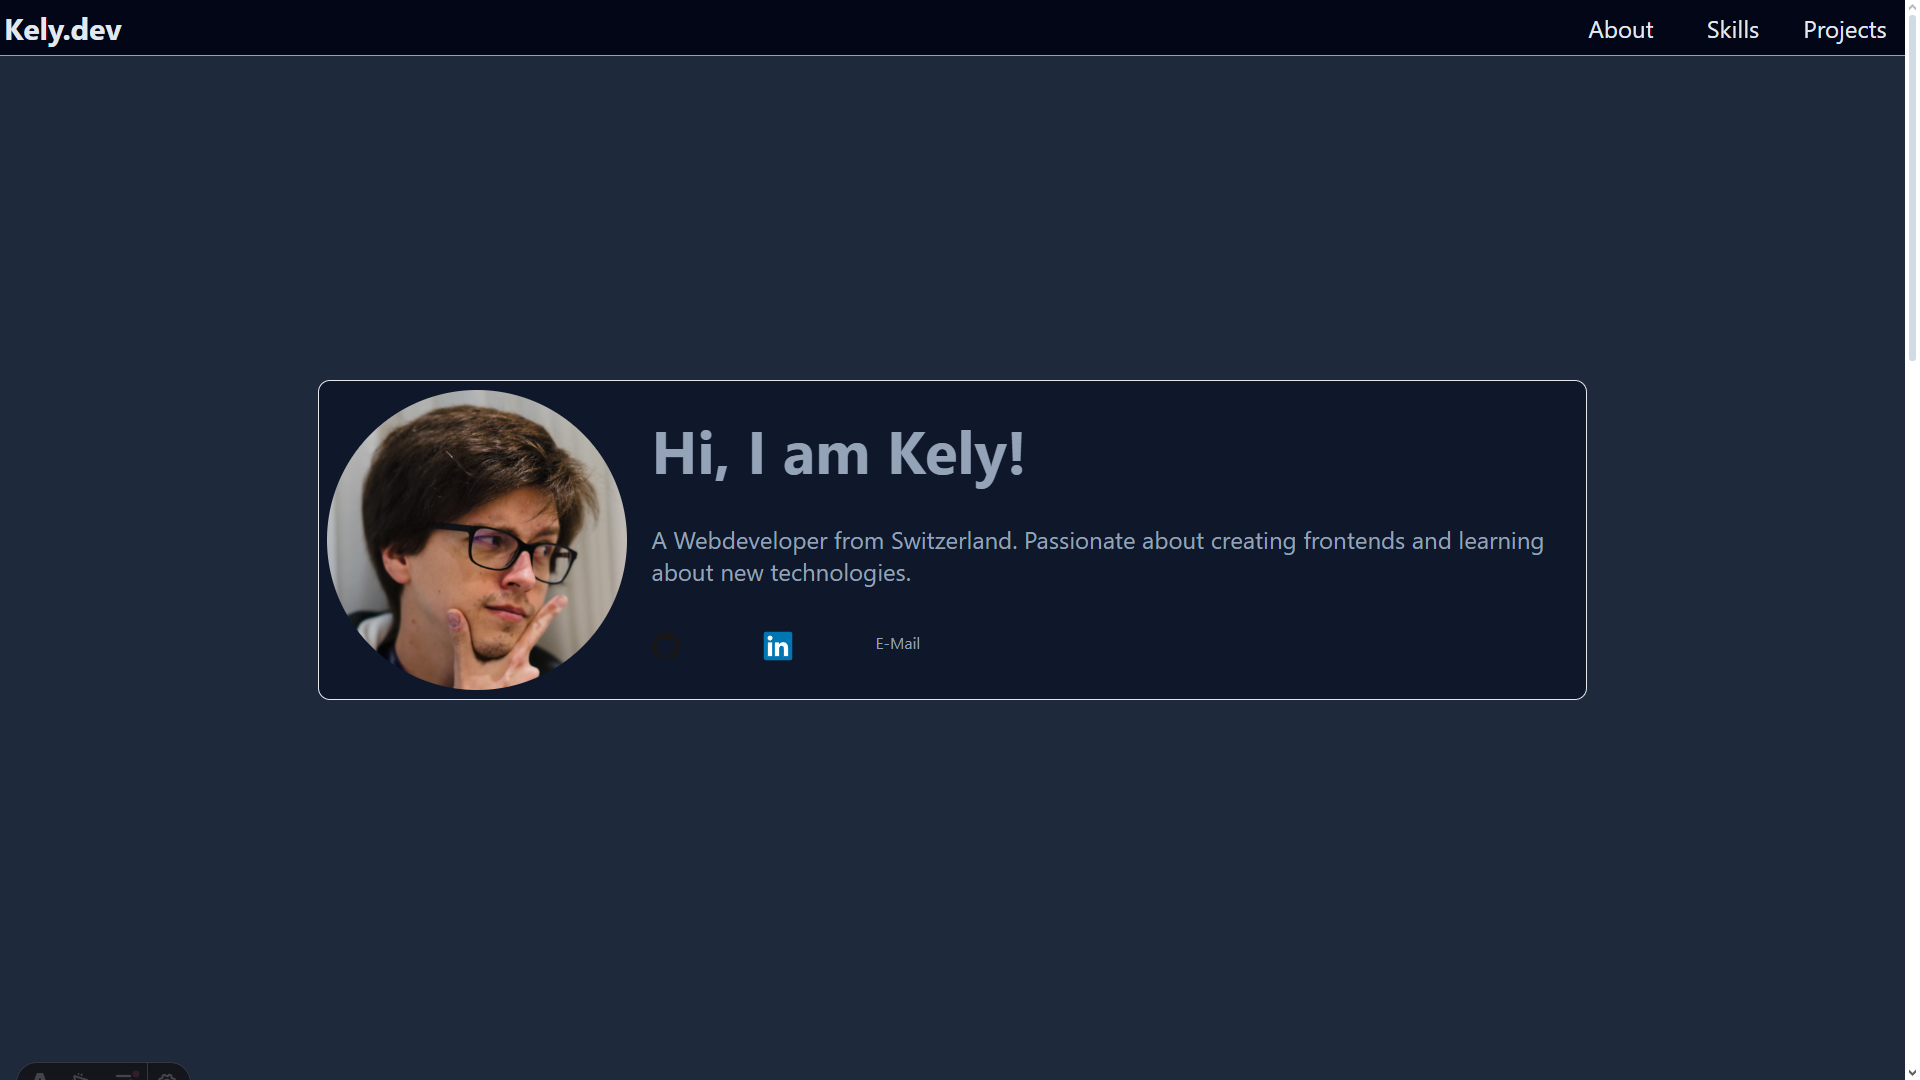 Kely.dev
About Skills Projects
Hi, I am Kely!
A Webdeveloper from Switzerland. Passionate about creating frontends and learning
about new technologies.
in E-Mail